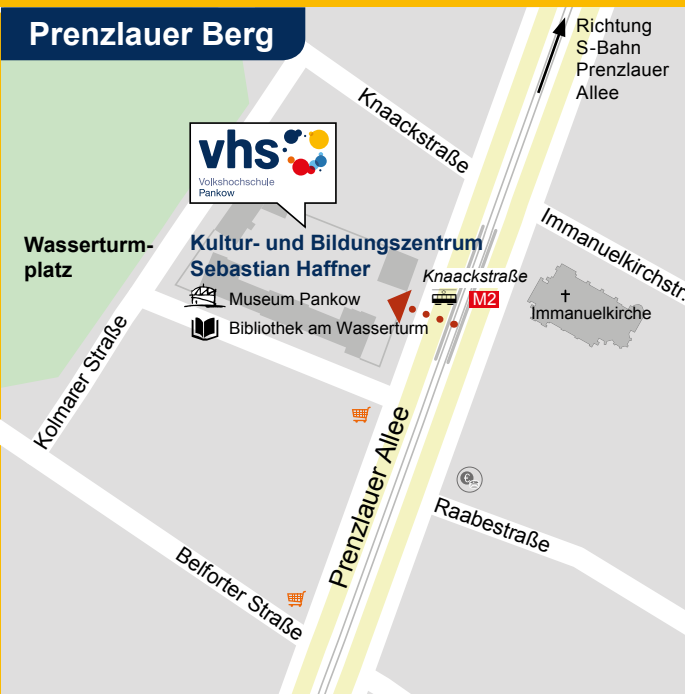 Prenzlauer Berg
Richtung
S-Bahn
Prenzlauer
Allee
Knaackstraße
vhs
Volkshochschule
Pankow
Immanuelkirchstr.
Wasserturm-
platz
Kultur- und Bildungszentrum
Sebastian Haffner
Knaackstraße
M2
Museum Pankow
Bibliothek am Wasserturm
Immanuelkirche
Kolmarer Straße
Prenzlauer Allee
Raabestraße
Belforter Straße